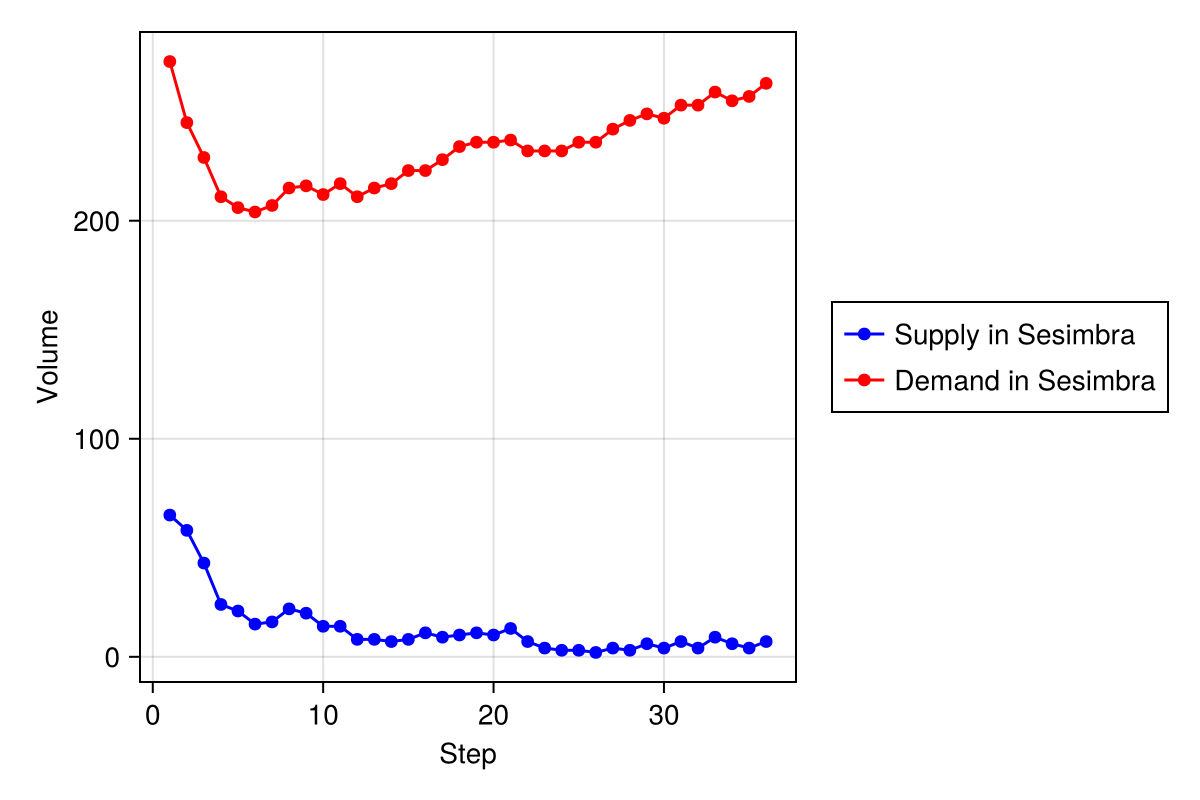 200
100
0
Volume
0 10 20 30
Step
Supply in Sesimbra
Demand in Sesimbra